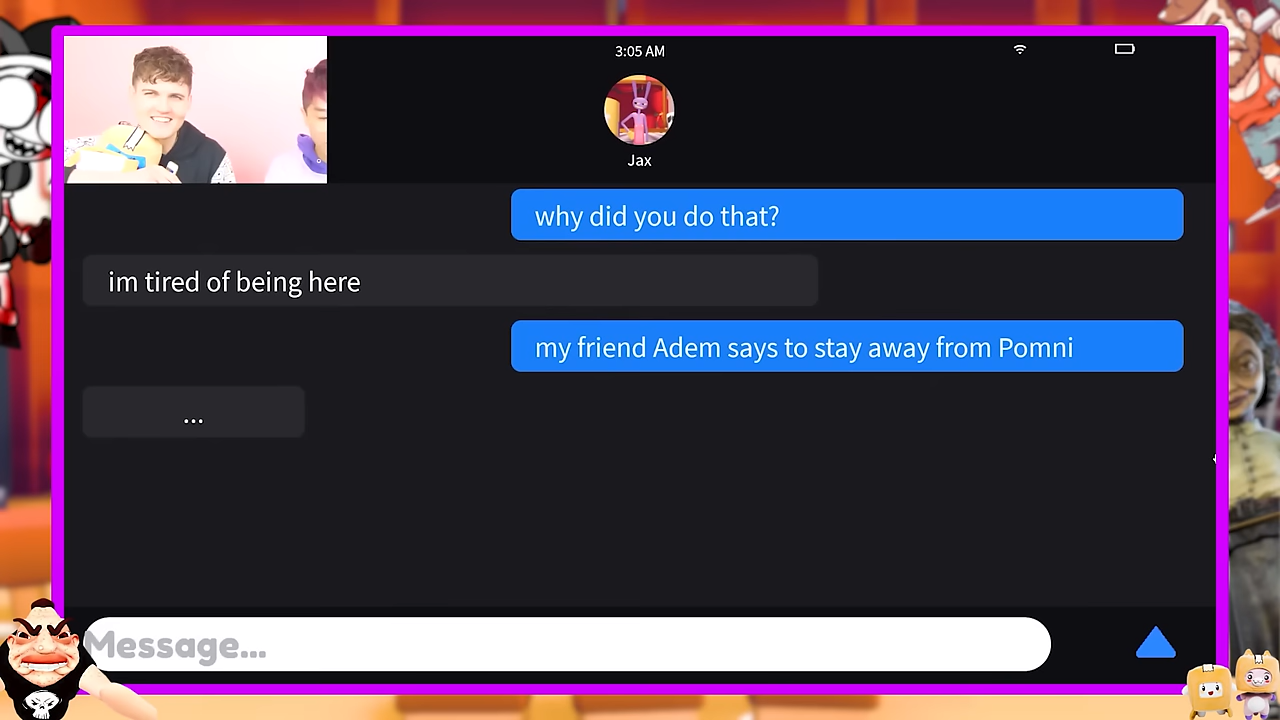 3:05 AM
Jax
why did you do that?
im tired of being here
my friend Adem says to stay away from Pomni
...
Message...